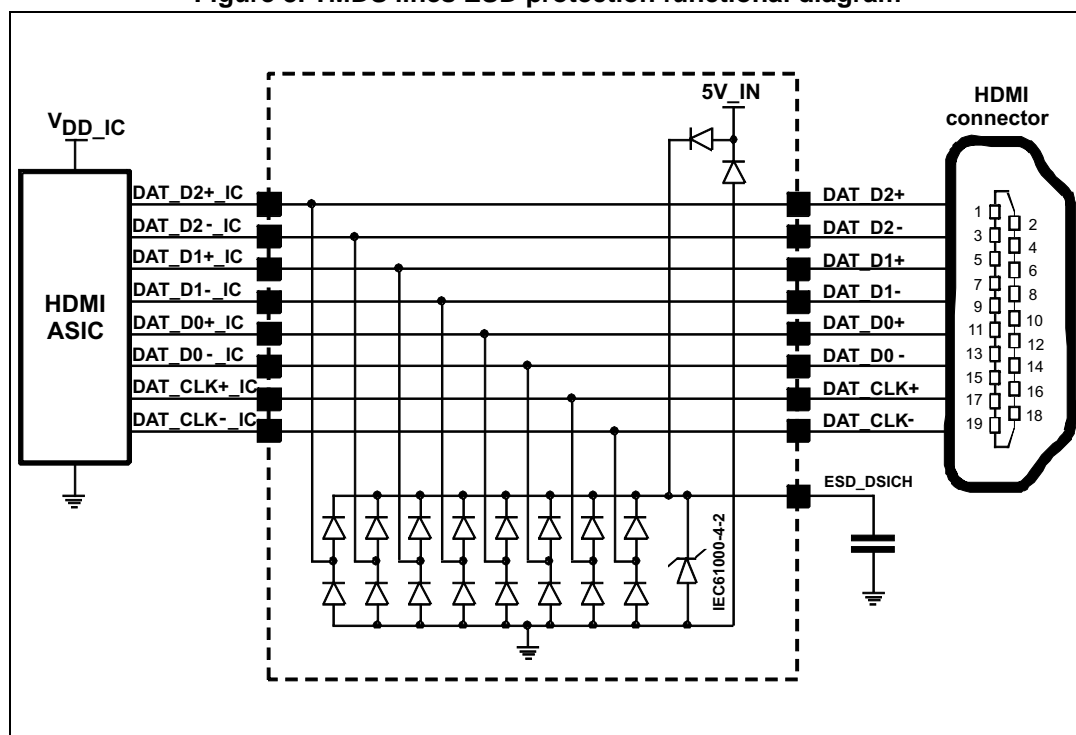 Figure TMDS lines ESD protection functional diagram
5V_IN
HDMI
connector
VDD_IC
DAT_D2+_IC
DAT_D2-_IC
DAT_D1+_IC
DAT_D1-_IC
DAT_D0+_IC
DAT_D0-_IC
DAT_CLK+_IC
DAT_CLK-_IC
HDMI
ASIC
DAT_D2+
DAT_D2-
DAT_D1+
DAT_D1-
DAT_D0+
DAT_D0-
DAT_CLK+
DAT_CLK-
ESD_DSICH
IEC61000-4-2
1
2
3
4
5
6
7
8
9
10
11
12
13
14
15
16
17
18
19